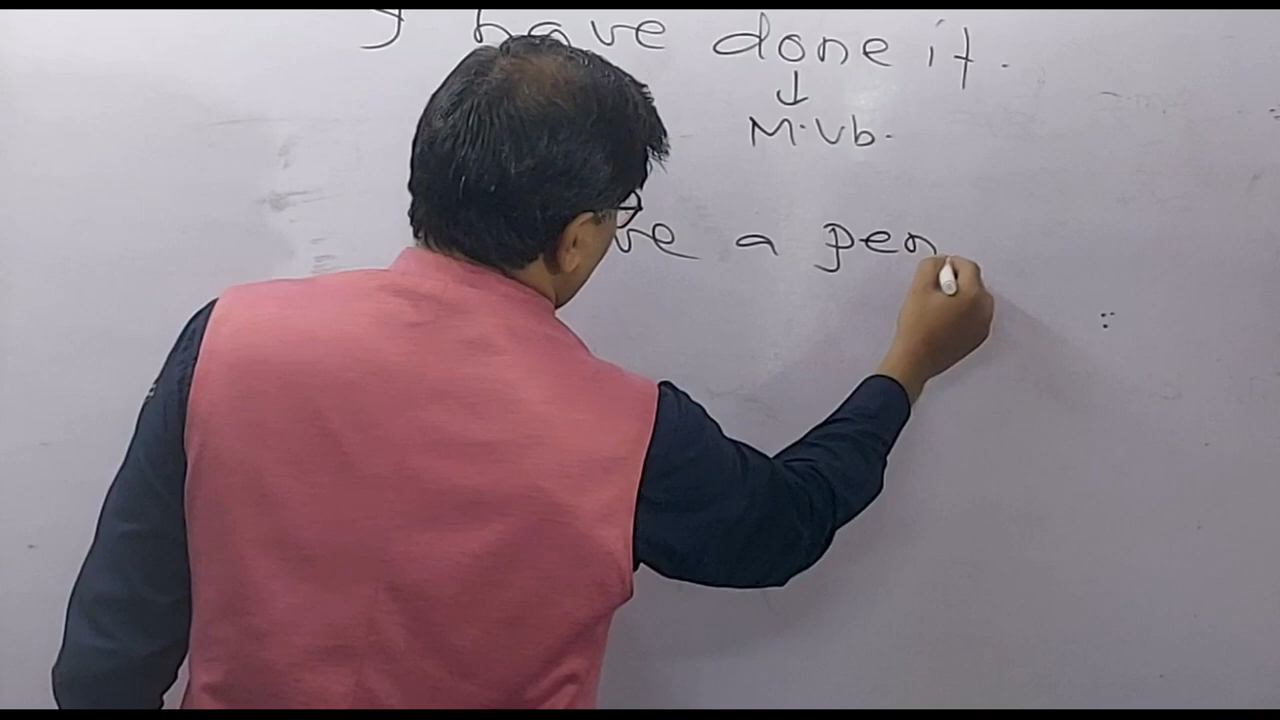 I have done it.
↓
M.Vb.
ve a pen